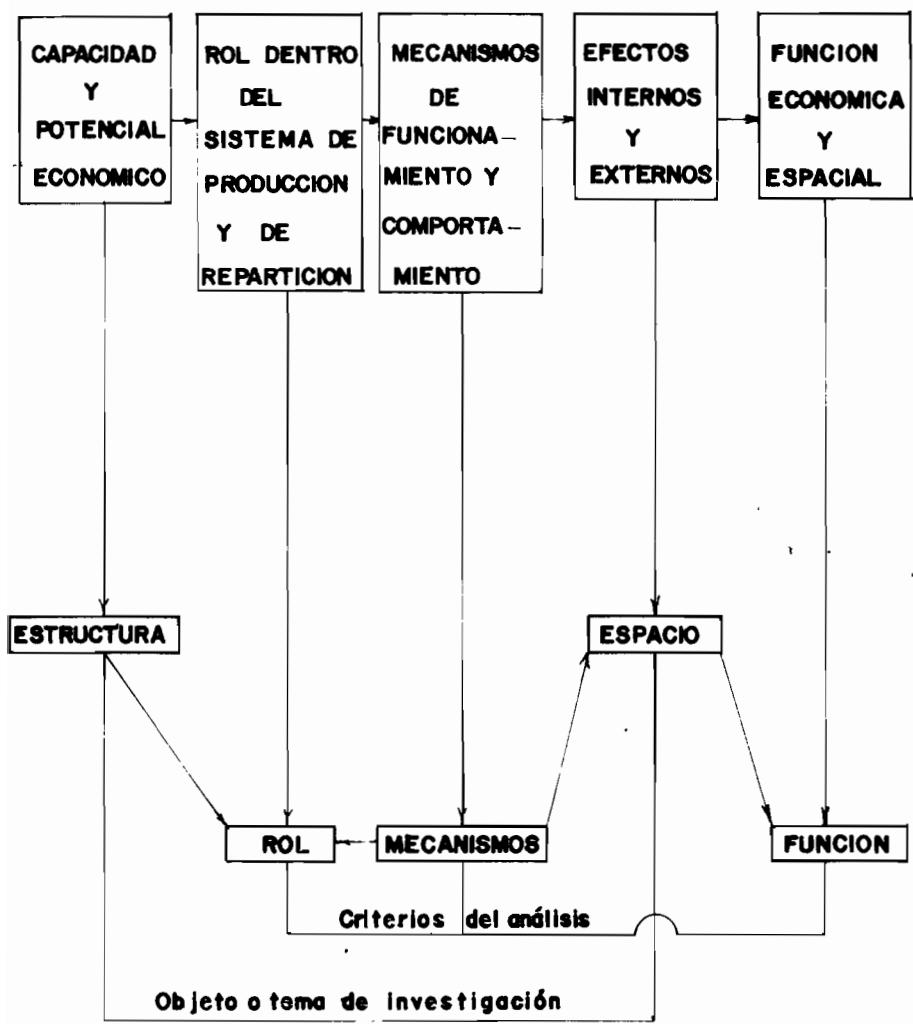 CAPACIDAD
Y
POTENCIAL
ECONOMICO
ROL DENTRO
DEL
SISTEMA DE
PRODUCCION
Y DE
REPARTICION
MECANISMOS
DE
FUNCIONA-
MIENTO Y
COMPORTA-
MIENTO
EFECTOS
INTERNOS
Y
EXTERNOS
FUNCION
ECONOMICA
Y
ESPACIAL
ESTRUCTURA
ESPACIO
ROL
MECANISMOS
FUNCION
Criterios del análisis
Objeto o tema de investigación